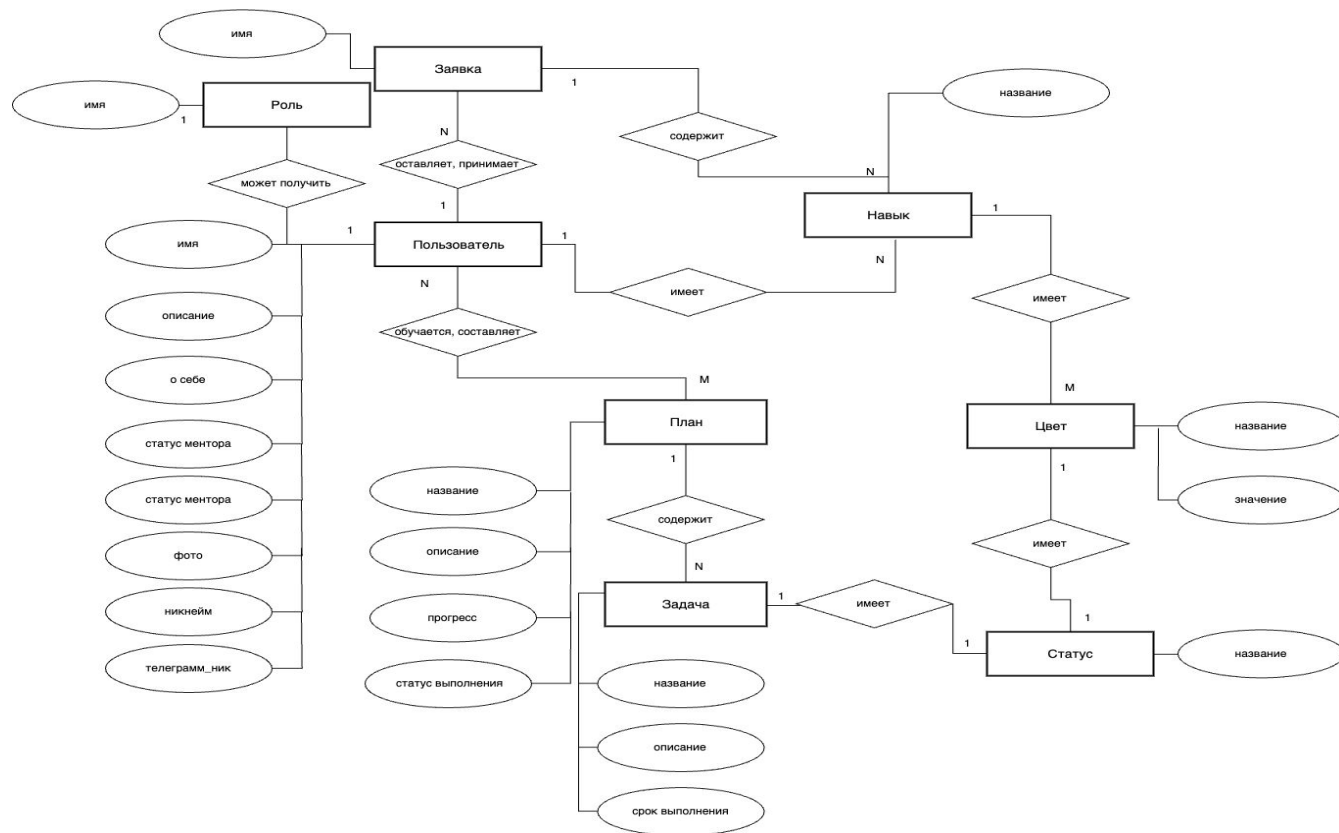 имя
Заявка
1
имя
1
Роль
название
содержит
N
оставляет, принимает
N
может получить
1
Навык
1
имя
1
Пользователь
1
N
N
имеет
имеет
описание
обучается, составляет
о себе
M
M
План
Цвет
название
статус ментора
1
1
название
значение
статус ментора
содержит
описание
имеет
фото
N
Задача
1
имеет
никнейм
прогресс
1
1
Статус
название
телеграмм_ник
статус выполнения
название
описание
срок выполнения